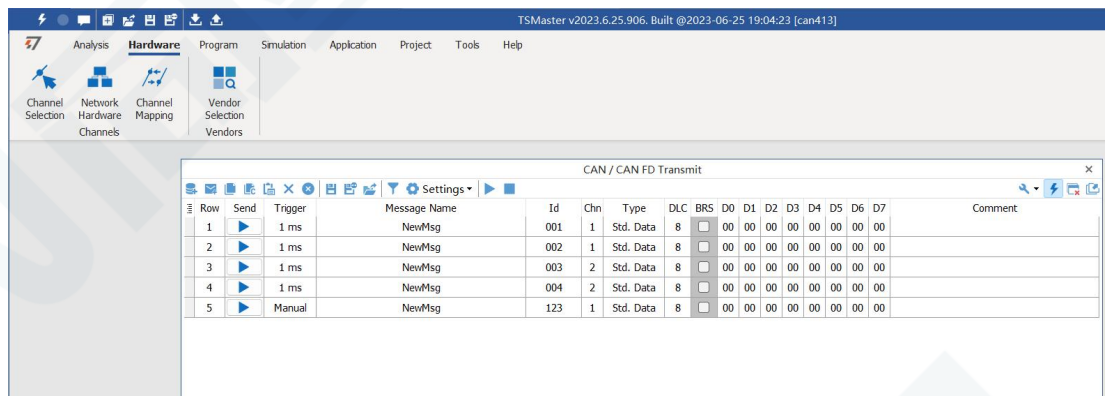 TSMaster v2023.6.25.906. Built @2023-06-25 19:04:23 [can413]
Analysis Hardware Program Simulation Application Project Tools Help
Channel Selection Network Hardware Channel Mapping Vendor Selection
Channels Vendors
CAN / CAN FD Transmit
Settings
Row Send Trigger Message Name Id Chn Type DLC BRS D0 D1 D2 D3 D4 D5 D6 D7 Comment
1 1 ms NewMsg 001 1 Std. Data 8 00 00 00 00 00 00 00 00
2 1 ms NewMsg 002 1 Std. Data 8 00 00 00 00 00 00 00 00
3 1 ms NewMsg 003 2 Std. Data 8 00 00 00 00 00 00 00 00
4 1 ms NewMsg 004 2 Std. Data 8 00 00 00 00 00 00 00 00
5 Manual NewMsg 123 1 Std. Data 8 00 00 00 00 00 00 00 00